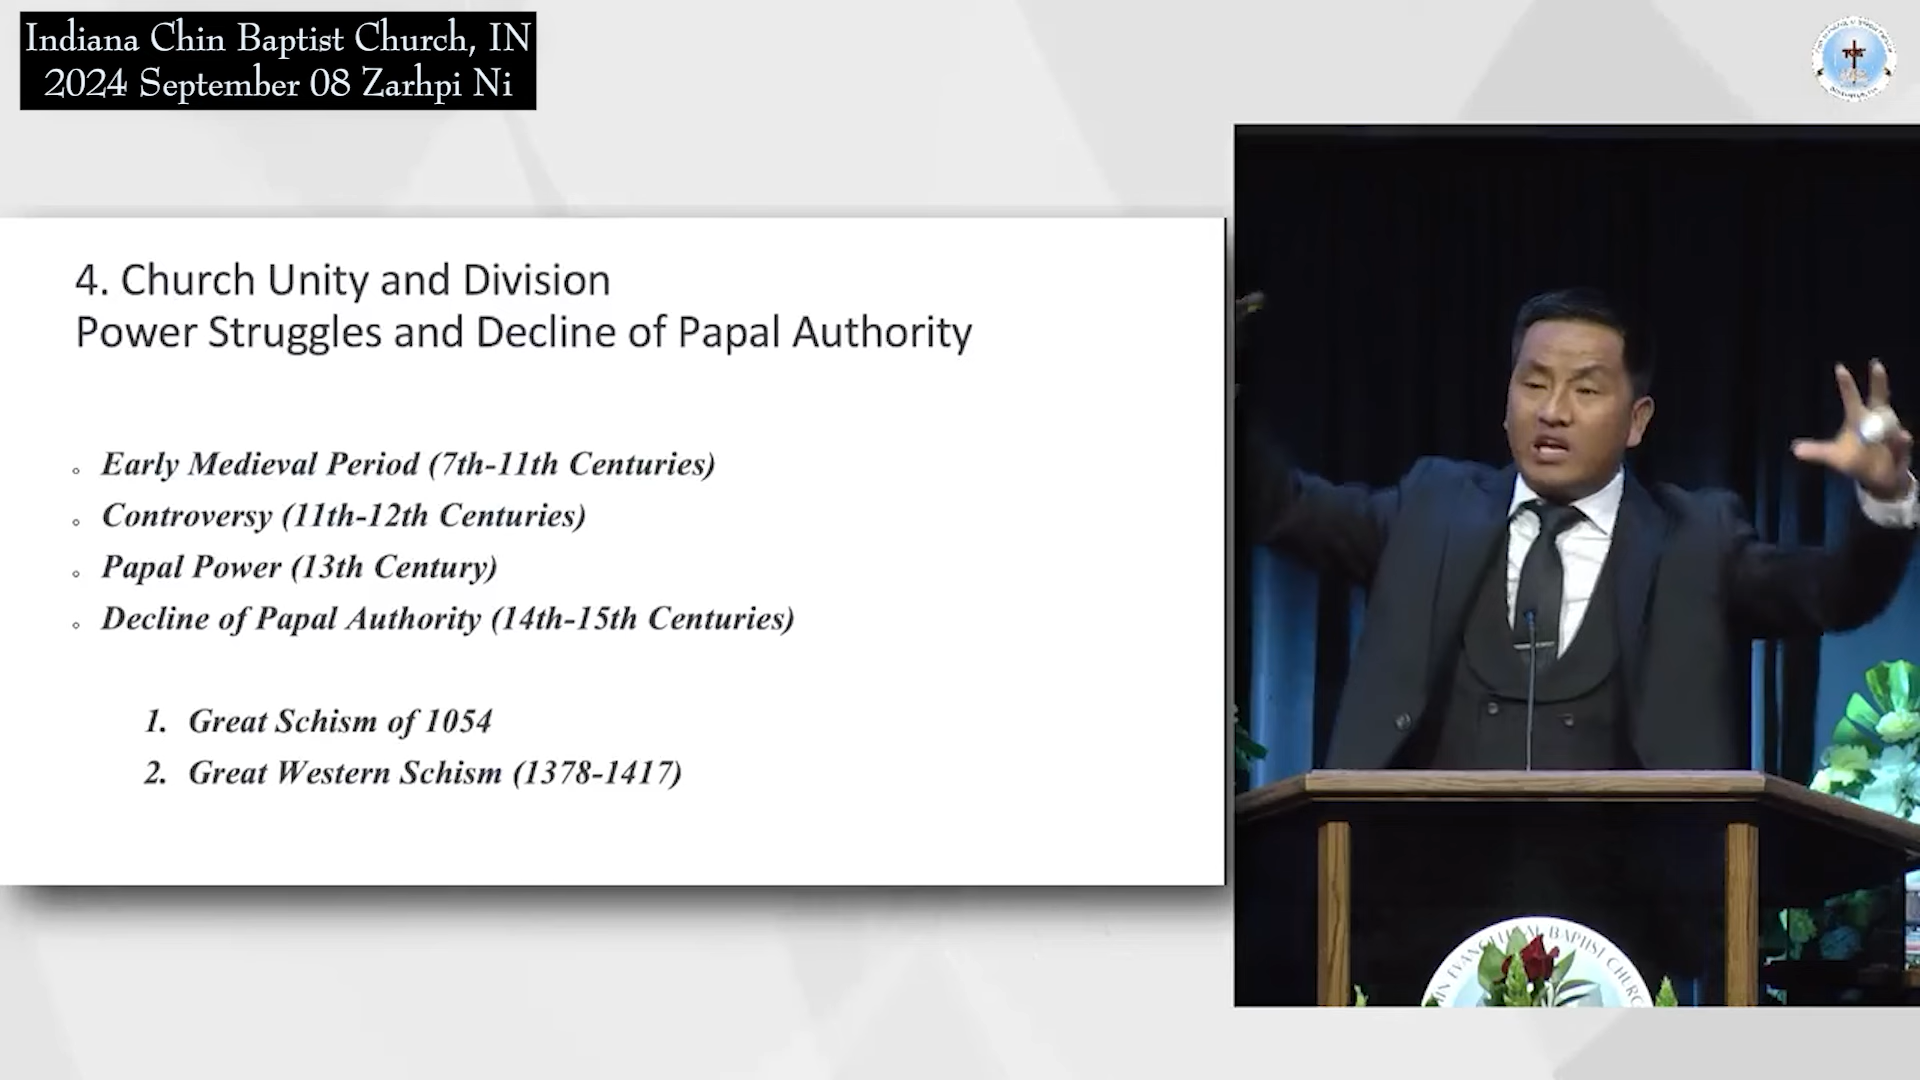 Indiana Chin Baptist Church, IN
2024 September 08 Zarhpi Ni
4. Church Unity and Division
Power Struggles and Decline of Papal Authority
Early Medieval Period (7th-11th Centuries)
Controversy (11th-12th Centuries)
Papal Power (13th Century)
Decline of Papal Authority (14th-15th Centuries)
1. Great Schism of 1054
2. Great Western Schism (1378-1417)
BAPTIST CHURCH